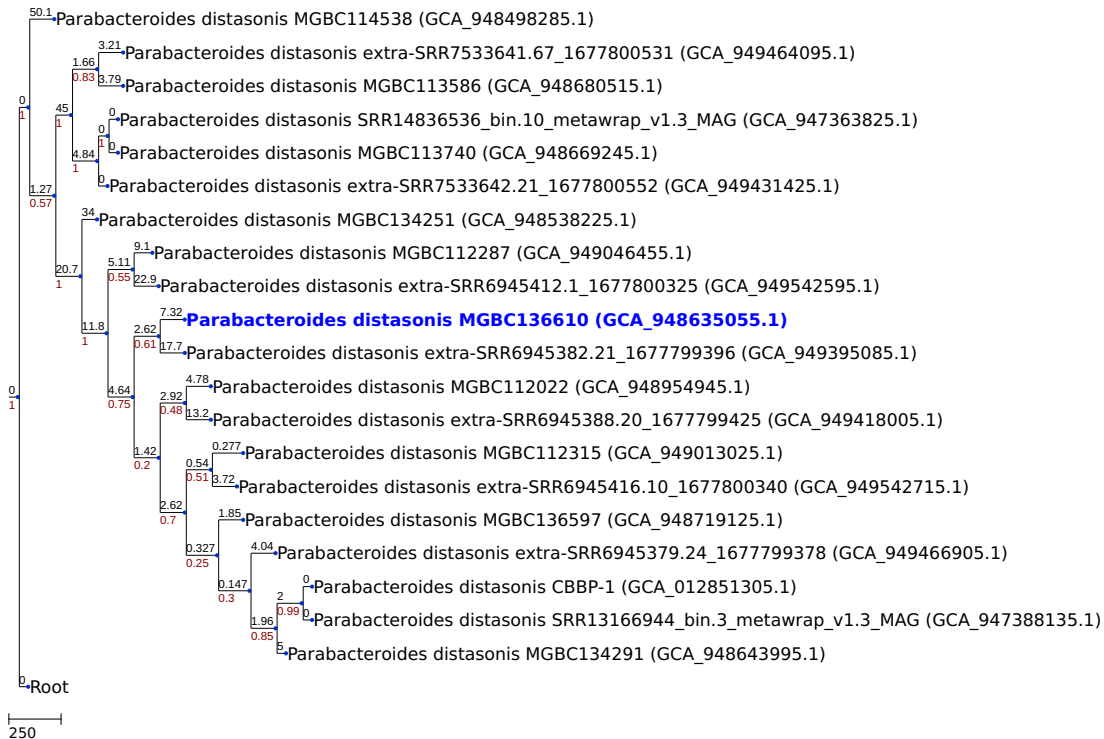 50.1 Parabacteroides distasonis MGBC114538 (GCA_948498285.1)
3.21 Parabacteroides distasonis extra-SRR7533641.67_1677800531 (GCA_949464095.1)
1.66
0.83
3.79 Parabacteroides distasonis MGBC113586 (GCA_948680515.1)
0
1
45
1
0 Parabacteroides distasonis SRR14836536_bin.10_metawrap_v1.3_MAG (GCA_947363825.1)
0
1
0 Parabacteroides distasonis MGBC113740 (GCA_948669245.1)
4.84
1
0 Parabacteroides distasonis extra-SRR7533642.21_1677800552 (GCA_949431425.1)
1.27
0.57
34 Parabacteroides distasonis MGBC134251 (GCA_948538225.1)
9.1 Parabacteroides distasonis MGBC112287 (GCA_949046455.1)
20.7
1
5.11
0.55
22.9 Parabacteroides distasonis extra-SRR6945412.1_1677800325 (GCA_949542595.1)
7.32 Parabacteroides distasonis MGBC136610 (GCA_948635055.1)
11.8
1
2.62
0.61
17.7 Parabacteroides distasonis extra-SRR6945382.21_1677799396 (GCA_949395085.1)
4.78 Parabacteroides distasonis MGBC112022 (GCA_948954945.1)
0
1
4.64
0.75
2.92
0.48
13.2 Parabacteroides distasonis extra-SRR6945388.20_1677799425 (GCA_949418005.1)
0.277 Parabacteroides distasonis MGBC112315 (GCA_949013025.1)
1.42
0.2
0.54
0.51
3.72 Parabacteroides distasonis extra-SRR6945416.10_1677800340 (GCA_949542715.1)
2.62
0.7
1.85 Parabacteroides distasonis MGBC136597 (GCA_948719125.1)
0.327
0.25
4.04 Parabacteroides distasonis extra-SRR6945379.24_1677799378 (GCA_949466905.1)
0.147
0.3
0 Parabacteroides distasonis CBBP-1 (GCA_012851305.1)
2
0.99
0 Parabacteroides distasonis SRR13166944_bin.3_metawrap_v1.3_MAG (GCA_947388135.1)
1.96
0.85
5 Parabacteroides distasonis MGBC134291 (GCA_948643995.1)
0 Root
250